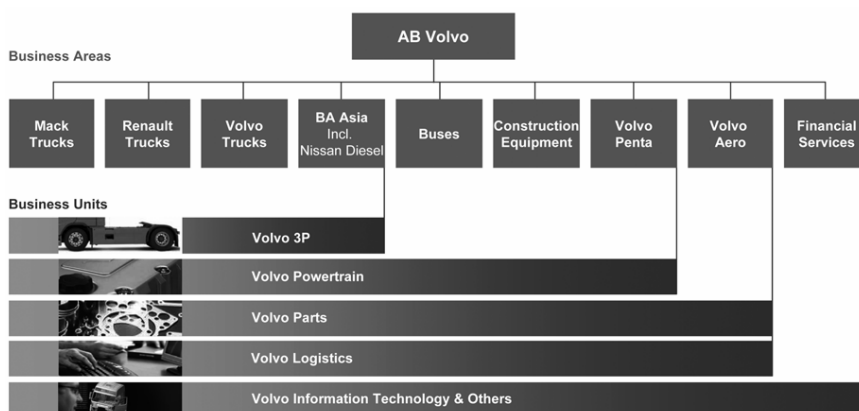 AB Volvo
Business Areas
Mack
Trucks
Renault
Trucks
Volvo
Trucks
BA Asia
Incl.
Nissan Diesel
Buses
Construction
Equipment
Volvo
Penta
Volvo
Aero
Financial
Services
Business Units
Volvo 3P
Volvo Powertrain
Volvo Parts
Volvo Logistics
Volvo Information Technology & Others